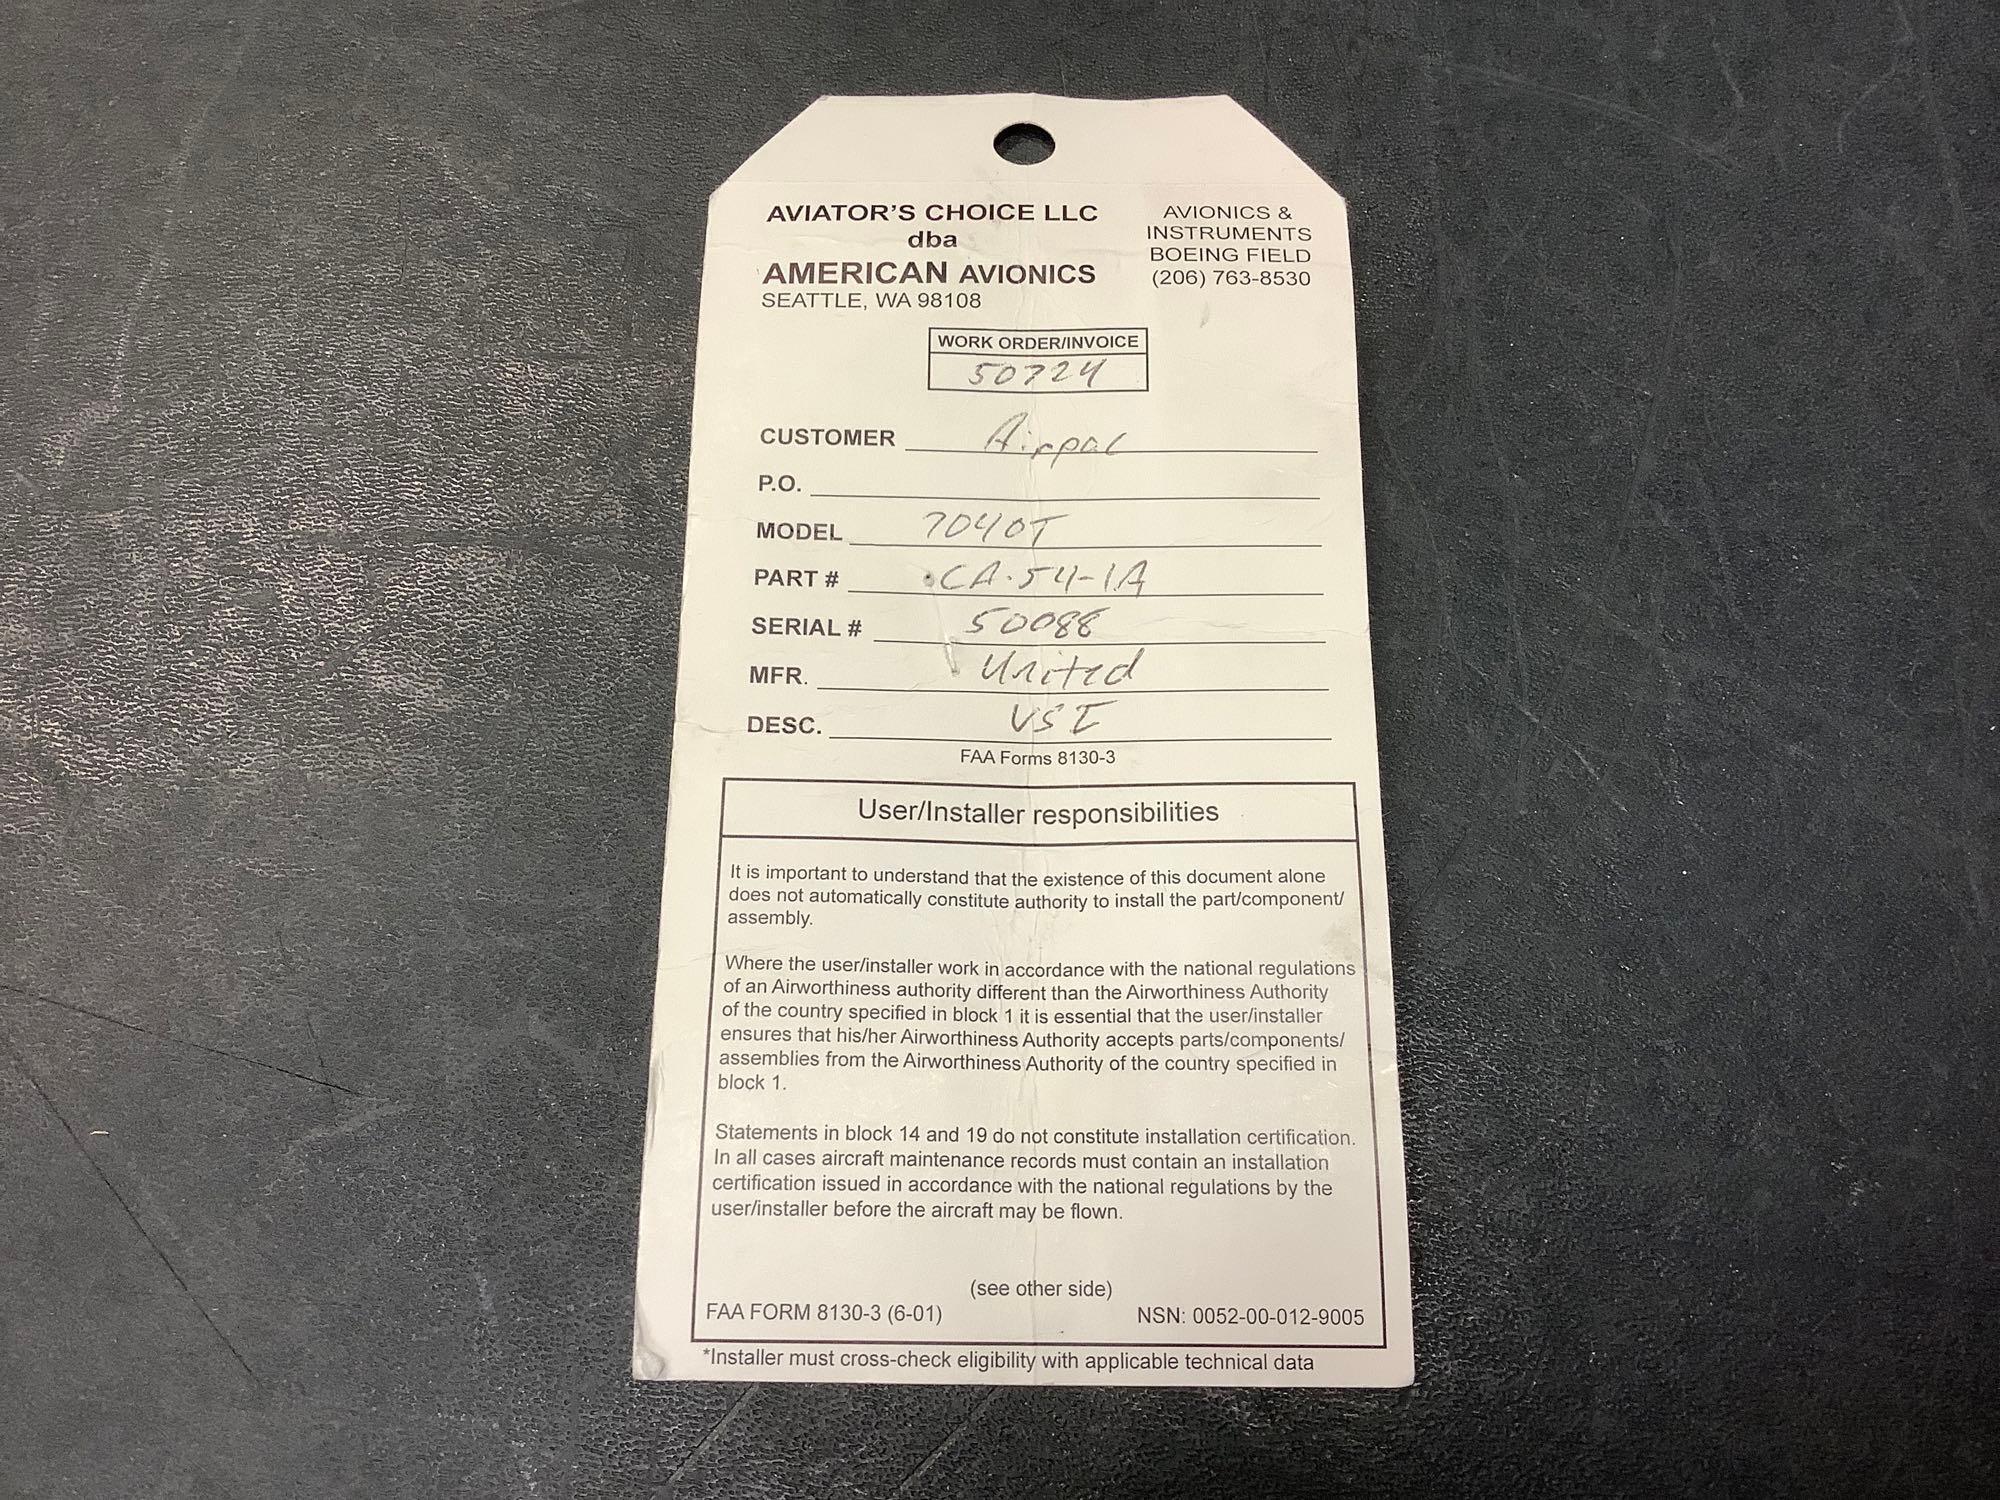 AVIATOR'S CHOICE LLC
dba
AMERICAN AVIONICS
SEATTLE, WA 98108
AVIONICS &
INSTRUMENTS
BOEING FIELD
(206) 763-8530
WORK ORDER/INVOICE
50724
CUSTOMER Airpac
P.O.
MODEL 7040T
PART # CA-54-1A
SERIAL # 50088
MFR. United
DESC. VSI
FAA Forms 8130-3
User/Installer responsibilities
It is important to understand that the existence of this document alone
does not automatically constitute authority to install the part/component/
assembly.
Where the user/installer work in accordance with the national regulations
of an Airworthiness authority different than the Airworthiness Authority
of the country specified in block 1 it is essential that the user/installer
ensures that his/her Airworthiness Authority accepts parts/components/
assemblies from the Airworthiness Authority of the country specified in
block 1.
Statements in block 14 and 19 do not constitute installation certification.
In all cases aircraft maintenance records must contain an installation
certification issued in accordance with the national regulations by the
user/installer before the aircraft may be flown.
(see other side)
FAA FORM 8130-3 (6-01) NSN: 0052-00-012-9005
*Installer must cross-check eligibility with applicable technical data